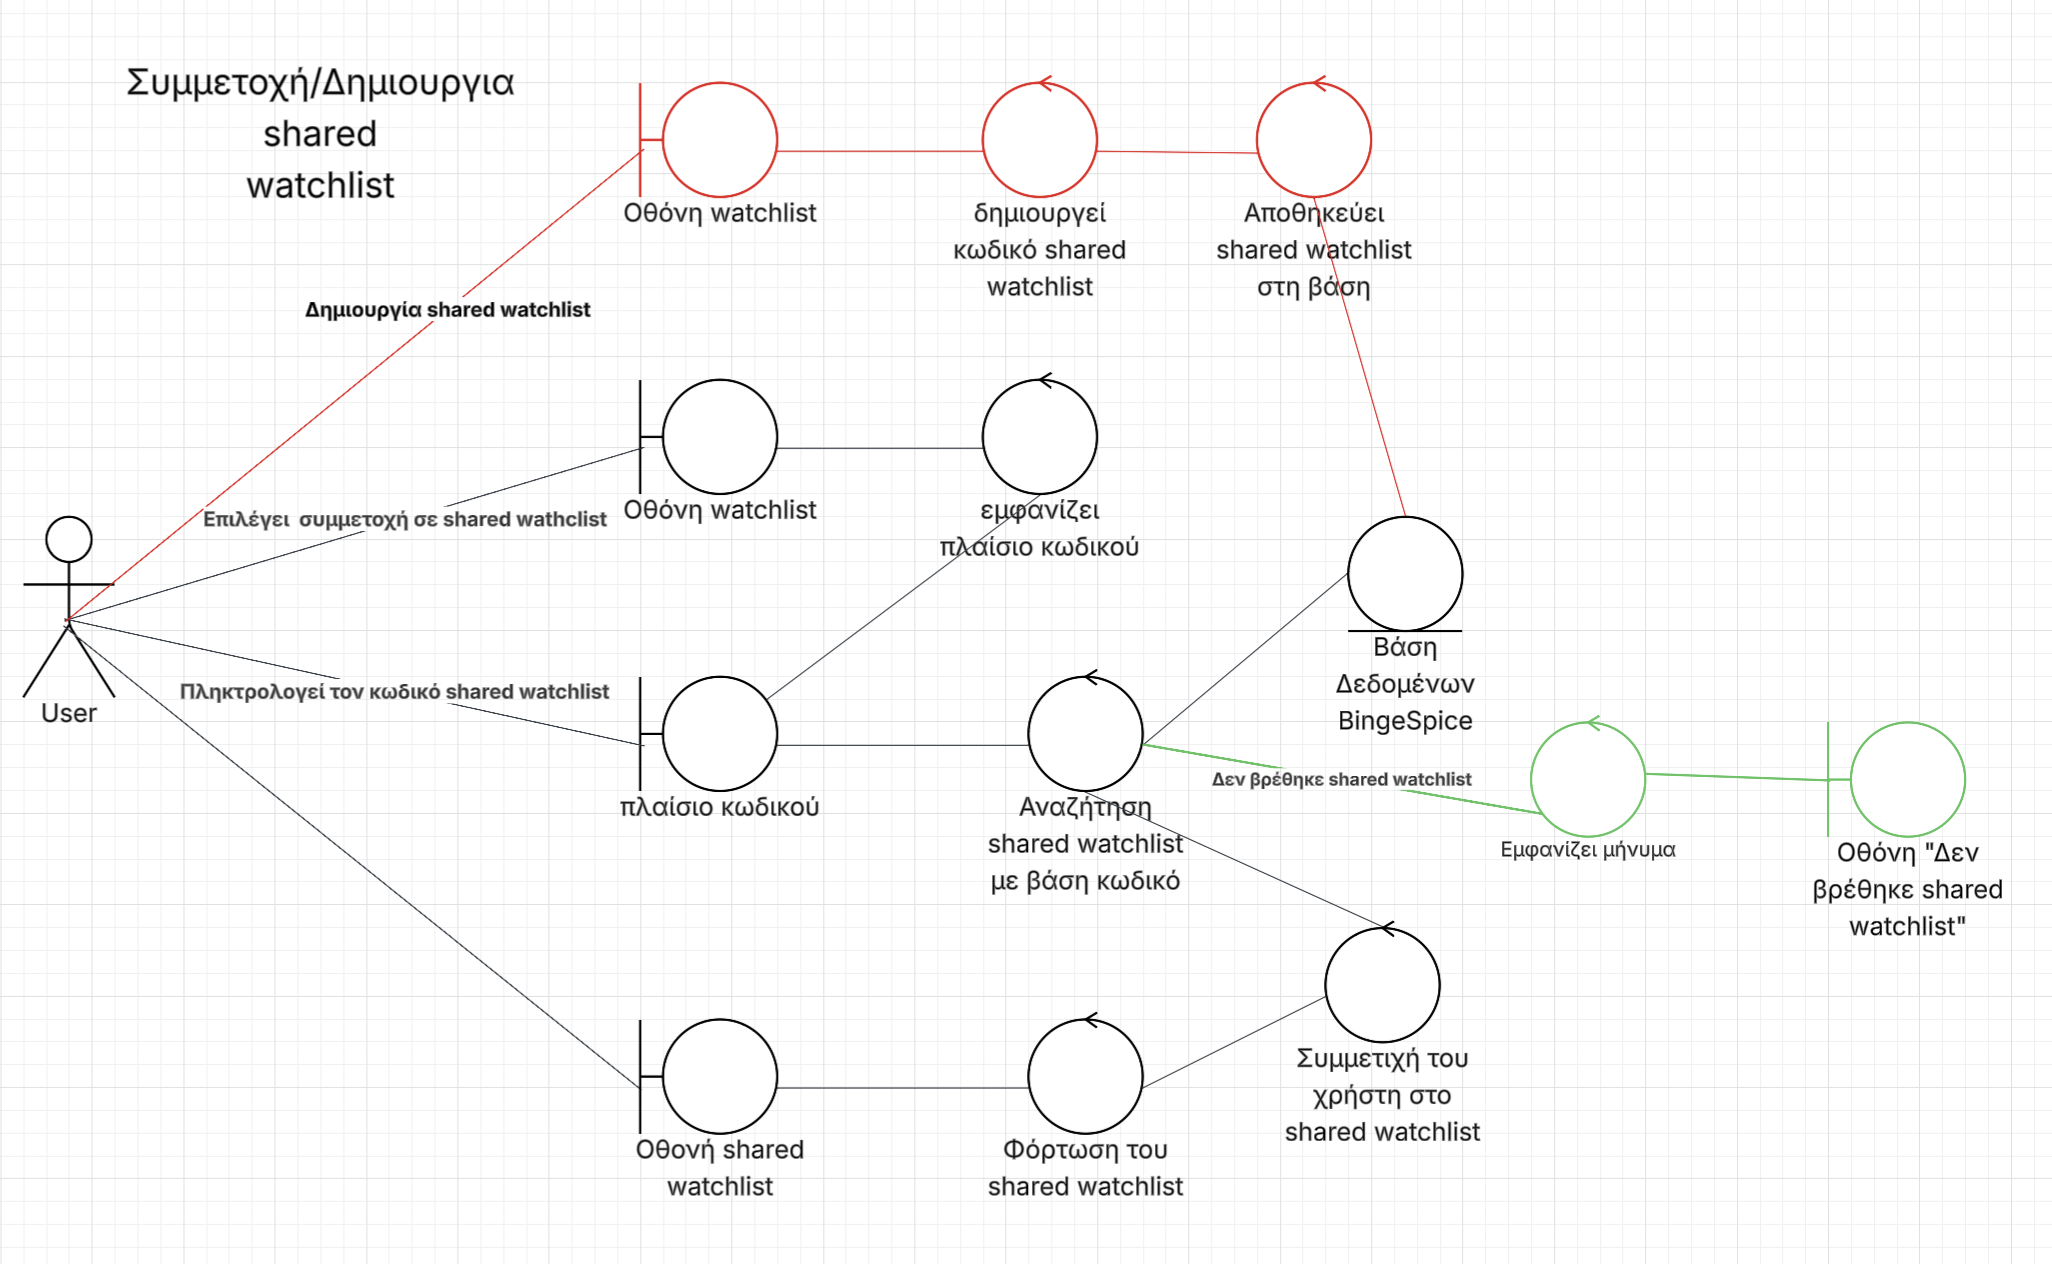 Συμμετοχή/Δημιουργια
shared
watchlist
Οθόνη watchlist
δημιουργεί
κωδικό shared
watchlist
Αποθηκεύει
shared watchlist
στη βάση
Δημιουργία shared watchlist
Επιλέγει  συμμετοχή σε shared wathclist
Οθόνη watchlist
εμφανίζει
πλαίσιο κωδικού
Βάση
Δεδομένων
BingeSpice
User
Πληκτρολογεί τον κωδικό shared watchlist
πλαίσιο κωδικού
Αναζήτηση
shared watchlist
με βάση κωδικό
Δεν βρέθηκε shared watchlist
Εμφανίζει μήνυμα
Οθόνη "Δεν
βρέθηκε shared
watchlist"
Συμμετιχή του
χρήστη στο
shared watchlist
Οθονή shared
watchlist
Φόρτωση του
shared watchlist